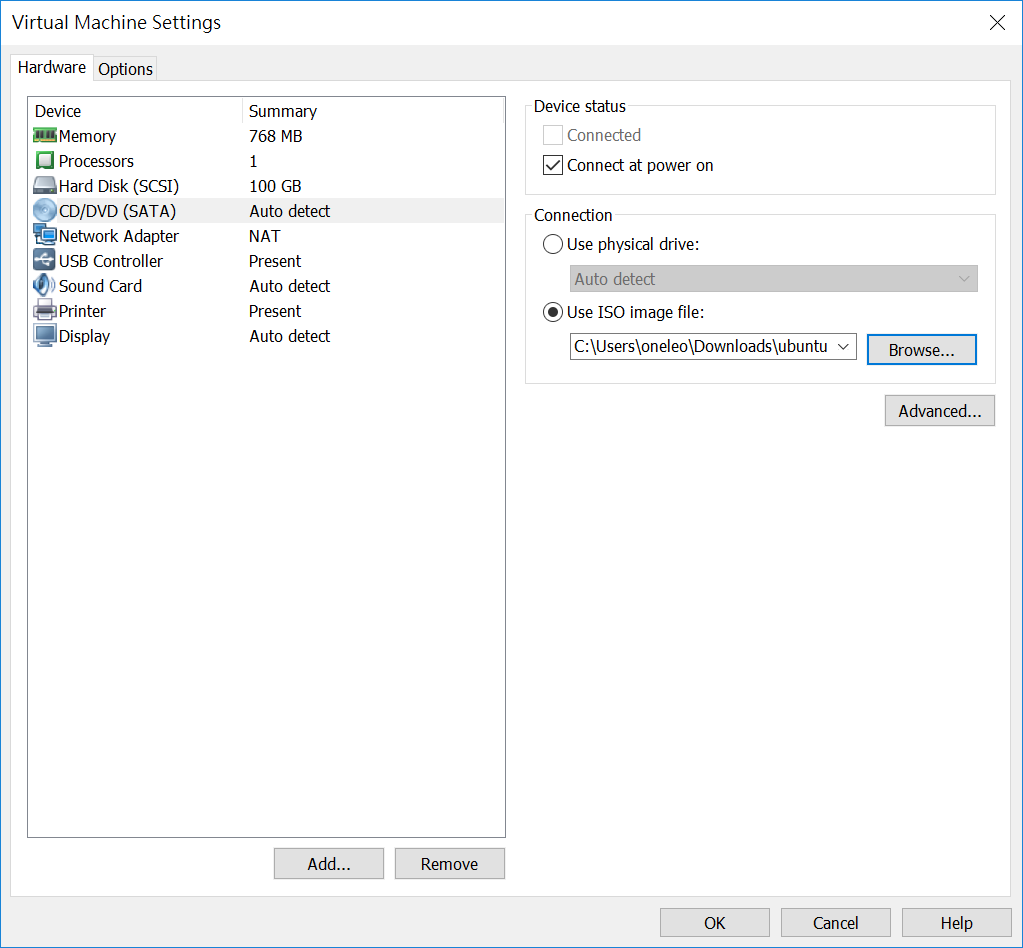 Virtual Machine Settings
Hardware Options
Device Summary
Memory 768 MB
Processors 1
Hard Disk (SCSI) 100 GB
CD/DVD (SATA) Auto detect
Network Adapter NAT
USB Controller Present
Sound Card Auto detect
Printer Present
Display Auto detect
Add... Remove
Device status
Connected
Connect at power on
Connection
Use physical drive:
Auto detect
Use ISO image file:
C:\Users\oneleo\Downloads\ubuntu Browse...
Advanced...
OK Cancel Help